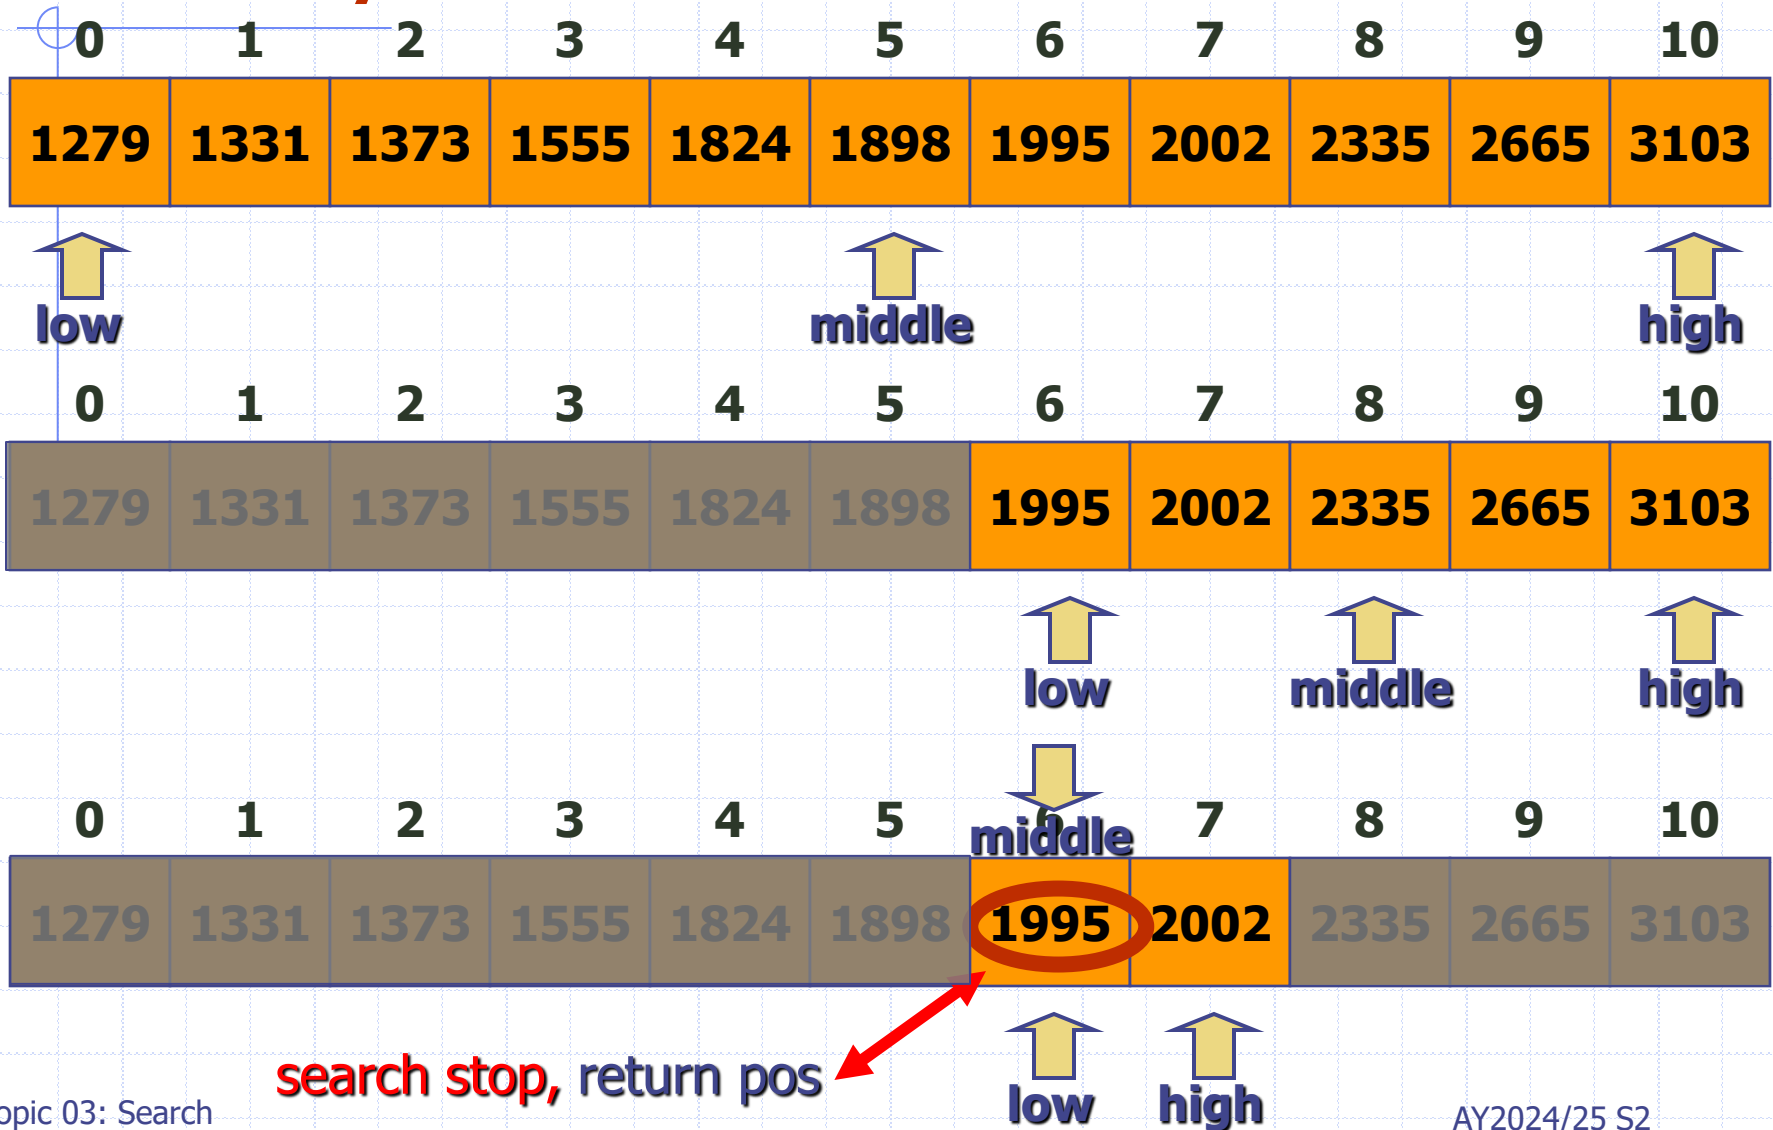 0 1 2 3 4 5 6 7 8 9 10
1279 1331 1373 1555 1824 1898 1995 2002 2335 2665 3103
low middle high
0 1 2 3 4 5 6 7 8 9 10
1279 1331 1373 1555 1824 1898 1995 2002 2335 2665 3103
low middle high
0 1 2 3 4 5 6 7 8 9 10
middle
1279 1331 1373 1555 1824 1898 1995 2002 2335 2665 3103
search stop, return pos
low high
opic 03: Search
AY2024/25 S2